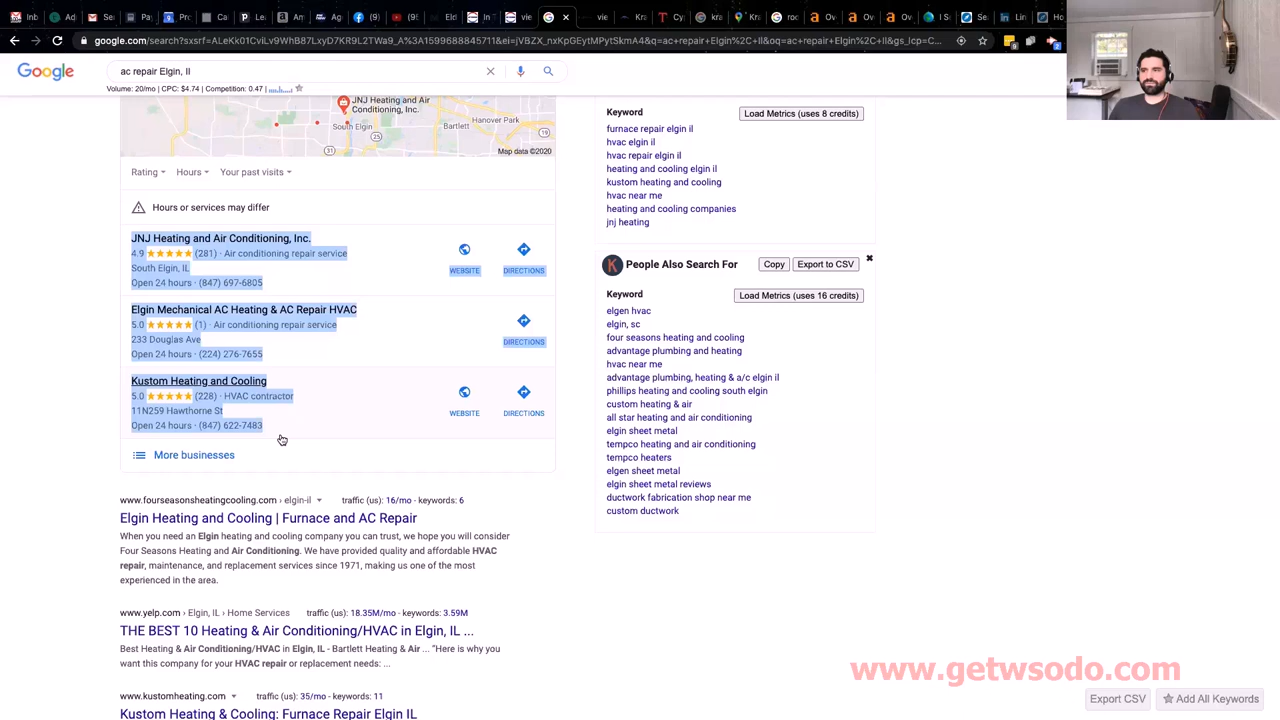 google.com/search?sxsrf=ALeKk01CviLv9WhB87LxyD7KR9L2TWa9_A%3A1599688845711&ei=jVBZX_nxKpGEytMPytSkmA4&q=ac+repair+Elgin%2C+Il&oq=ac+repair+Elgin%2C+Il&gs_lcp=C...
Google
ac repair Elgin, Il
Volume: 20/mo | CPC: $4.74 | Competition: 0.47
JNJ Heating and Air
Conditioning, Inc.
South Elgin
Bartlett
Hanover Park
19
25
31
Map data ©2020
Rating
Hours
Your past visits
Hours or services may differ
JNJ Heating and Air Conditioning, Inc.
4.9 (281) · Air conditioning repair service
South Elgin, IL
Open 24 hours · (847) 697-6805
WEBSITE
DIRECTIONS
Elgin Mechanical AC Heating & AC Repair HVAC
5.0 (1) · Air conditioning repair service
233 Douglas Ave
Open 24 hours · (224) 276-7655
DIRECTIONS
Kustom Heating and Cooling
5.0 (228) · HVAC contractor
11N259 Hawthorne St
Open 24 hours · (847) 622-7483
WEBSITE
DIRECTIONS
More businesses
www.fourseasonsheatingcooling.com › elgin-il traffic (us): 16/mo - keywords: 6
Elgin Heating and Cooling | Furnace and AC Repair
When you need an Elgin heating and cooling company you can trust, we hope you will consider
Four Seasons Heating and Air Conditioning. We have provided quality and affordable HVAC
repair, maintenance, and replacement services since 1971, making us one of the most
experienced in the area.
www.yelp.com › Elgin, IL › Home Services traffic (us): 18.35M/mo - keywords: 3.59M
THE BEST 10 Heating & Air Conditioning/HVAC in Elgin, IL ...
Best Heating & Air Conditioning/HVAC in Elgin, IL - Bartlett Heating & Air ... "Here is why you
want this company for your HVAC repair or replacement needs: ...
www.kustomheating.com traffic (us): 35/mo - keywords: 11
Kustom Heating & Cooling: Furnace Repair Elgin IL
Keyword
Load Metrics (uses 8 credits)
furnace repair elgin il
hvac elgin il
hvac repair elgin il
heating and cooling elgin il
kustom heating and cooling
hvac near me
heating and cooling companies
jnj heating
K
People Also Search For
Copy
Export to CSV
Keyword
Load Metrics (uses 16 credits)
elgen hvac
elgin, sc
four seasons heating and cooling
advantage plumbing and heating
hvac near me
advantage plumbing, heating & a/c elgin il
phillips heating and cooling south elgin
custom heating & air
all star heating and air conditioning
elgin sheet metal
tempco heating and air conditioning
tempco heaters
elgen sheet metal
elgin sheet metal reviews
ductwork fabrication shop near me
custom ductwork
www.getwsodo.com
Export CSV
Add All Keywords